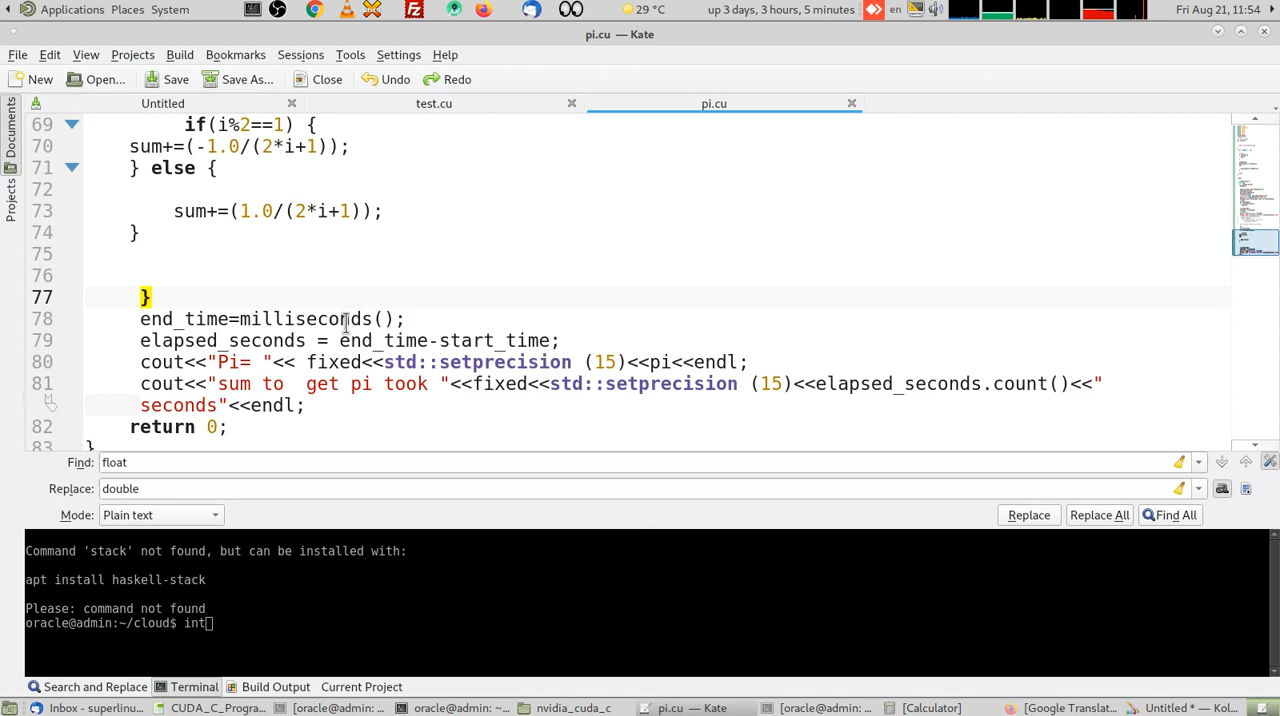 Applications Places System 29 °C up 3 days, 3 hours, 5 minutes en Fri Aug 21, 11:54
pi.cu — Kate
File Edit View Projects Build Bookmarks Sessions Tools Settings Help
New Open... Save Save As... Close Undo Redo
Untitled test.cu pi.cu
Documents
Projects
69 if(i%2==1) {
70 sum+=(-1.0/(2*i+1));
71 } else {
72
73 sum+=(1.0/(2*i+1));
74 }
75
76
77 }
78 end_time=milliseconds();
79 elapsed_seconds = end_time-start_time;
80 cout<<"Pi= "<< fixed<<std::setprecision (15)<<pi<<endl;
81 cout<<"sum to  get pi took "<<fixed<<std::setprecision (15)<<elapsed_seconds.count()<<"
seconds"<<endl;
82 return 0;
83 }
Find: float
Replace: double
Mode: Plain text Replace Replace All Find All
Command 'stack' not found, but can be installed with:
apt install haskell-stack
Please: command not found
oracle@admin:~/cloud$ int
Search and Replace Terminal Build Output Current Project
Inbox - superlinu... CUDA_C_Progra... [oracle@admin: ... oracle@admin: ~... nvidia_cuda_c pi.cu — Kate [oracle@admin: ... [Calculator] [Google Translat... Untitled * — Kol...